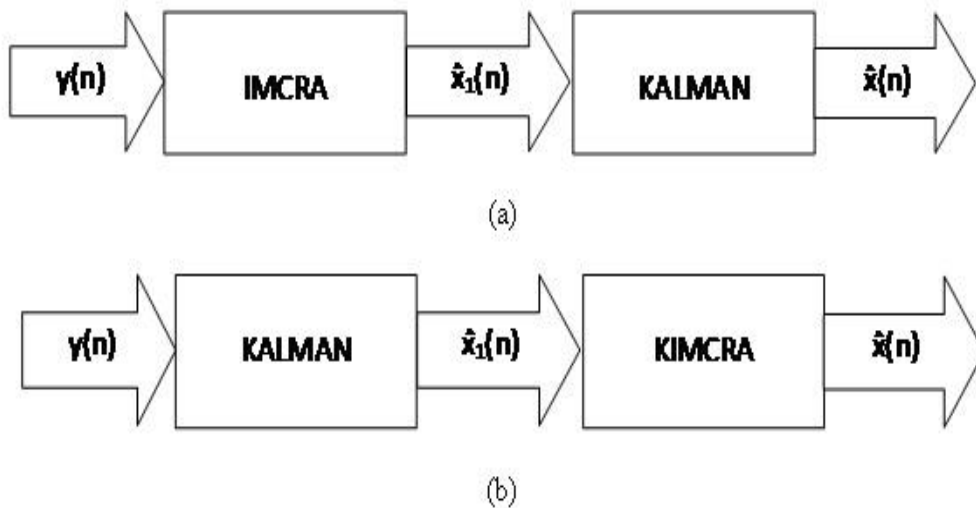 y(n) IMCRA x̂₁(n) KALMAN x̂(n)
(a)
y(n) KALMAN x̂₁(n) KIMCRA x̂(n)
(b)